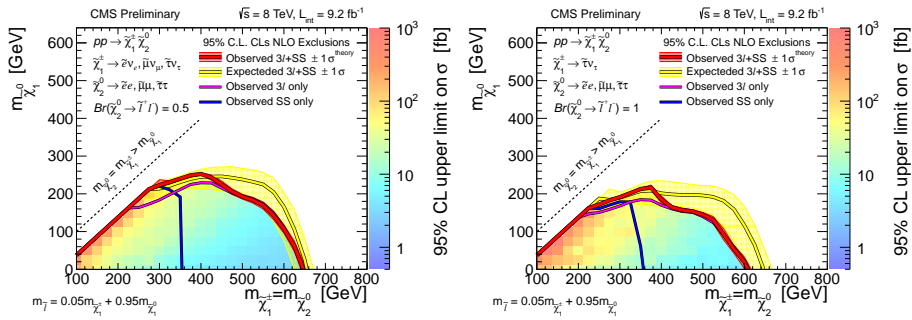 CMS Preliminary √s = 8 TeV, L_int = 9.2 fb⁻¹
pp → χ̃₁± χ̃₂⁰
χ̃₁± → ẽν_e, μ̃ν_μ, τ̃ν_τ
χ̃₂⁰ → ẽe, μ̃μ, τ̃τ
Br(χ̃₂⁰ → l̃⁺l⁻) = 0.5
95% C.L. CLs NLO Exclusions
Observed 3l+SS ± 1σ^theory
Expecteded 3l+SS ± 1σ
Observed 3l only
Observed SS only
m_χ̃₂⁰ = m_χ̃₁± > m_χ̃₁⁰
m_χ̃₁⁰ [GeV]
600
500
400
300
200
100
0
100 200 300 400 500 600 700 800
m_χ̃₁± = m_χ̃₂⁰ [GeV]
m_l̃ = 0.05m_χ̃₁± + 0.95m_χ̃₁⁰
10³
10²
10
1
95% CL upper limit on σ [fb]
CMS Preliminary √s = 8 TeV, L_int = 9.2 fb⁻¹
pp → χ̃₁± χ̃₂⁰
χ̃₁± → τ̃ν_τ
χ̃₂⁰ → ẽe, μ̃μ, τ̃τ
Br(χ̃₂⁰ → l̃⁺l⁻) = 1
95% C.L. CLs NLO Exclusions
Observed 3l+SS ± 1σ^theory
Expecteded 3l+SS ± 1σ
Observed 3l only
Observed SS only
m_χ̃₂⁰ = m_χ̃₁± > m_χ̃₁⁰
m_χ̃₁⁰ [GeV]
600
500
400
300
200
100
0
100 200 300 400 500 600 700 800
m_χ̃₁± = m_χ̃₂⁰ [GeV]
m_l̃ = 0.05m_χ̃₁± + 0.95m_χ̃₁⁰
10³
10²
10
1
95% CL upper limit on σ [fb]